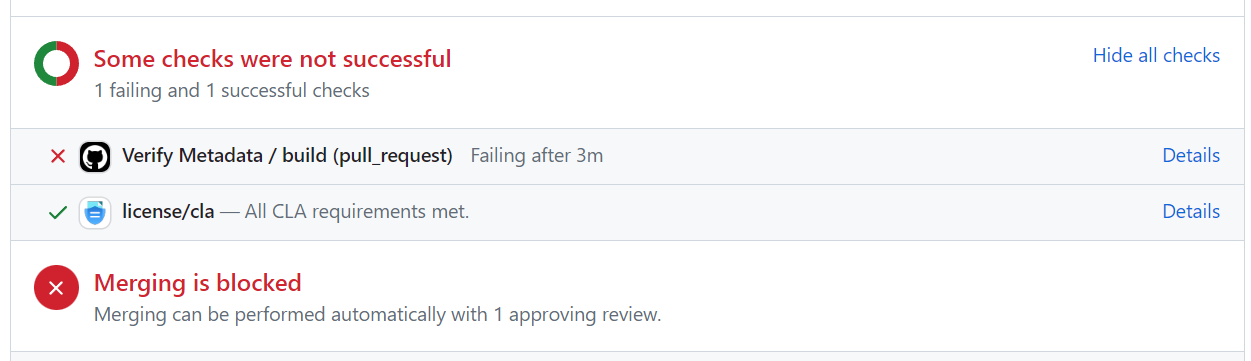 Some checks were not successful
Hide all checks
1 failing and 1 successful checks
Verify Metadata / build (pull_request) Failing after 3m
Details
license/cla — All CLA requirements met.
Details
Merging is blocked
Merging can be performed automatically with 1 approving review.